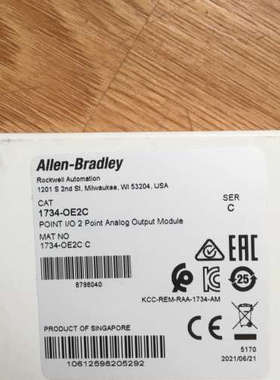 Allen-Bradley
Rockwell Automation
1201 S 2nd St, Milwaukee, WI 53204, USA
CAT
SER
1734-OE2C
C
POINT I/O 2 Point Analog Output Module
MAT NO
1734-OE2C C
EAC
25
8798040
KCC-REM-RAA-1734-AM
PRODUCT OF SINGAPORE
5170
2021/06/21
10612598205292